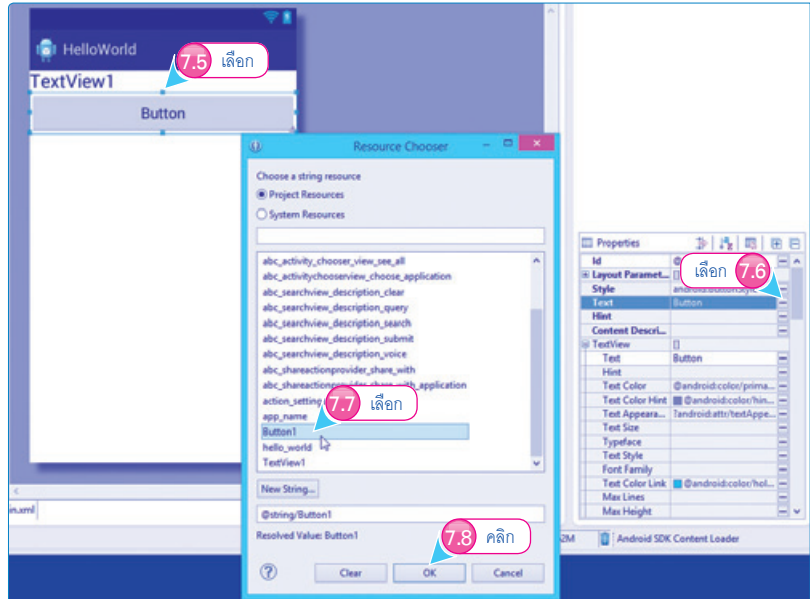 HelloWorld
7.5 เลือก
TextView1
Button
Resource Chooser
Choose a string resource
Project Resources
System Resources
abc_activity_chooser_view_see_all
abc_activitychooserview_choose_application
abc_searchview_description_clear
abc_searchview_description_query
abc_searchview_description_search
abc_searchview_description_submit
abc_searchview_description_voice
abc_shareactionprovider_share_with
abc_shareactionprovider_share_with_application
action_setting
7.7 เลือก
app_name
Button1
hello_world
TextView1
New String...
@string/Button1
Resolved Value: Button1
7.8 คลิก
Clear
OK
Cancel
Properties
Id
เลือก 7.6
Layout Paramet... []
Style
Text Button
Hint
Content Descri...
TextView []
Text Button
Hint
Text Color @android:color/prima...
Text Color Hint @android:color/hin...
Text Appeara... ?android:attr/textAppe...
Text Size
Typeface
Text Style
Font Family
Text Color Link @android:color/hol...
Max Lines
Max Height
in.xml
2M
Android SDK Content Loader